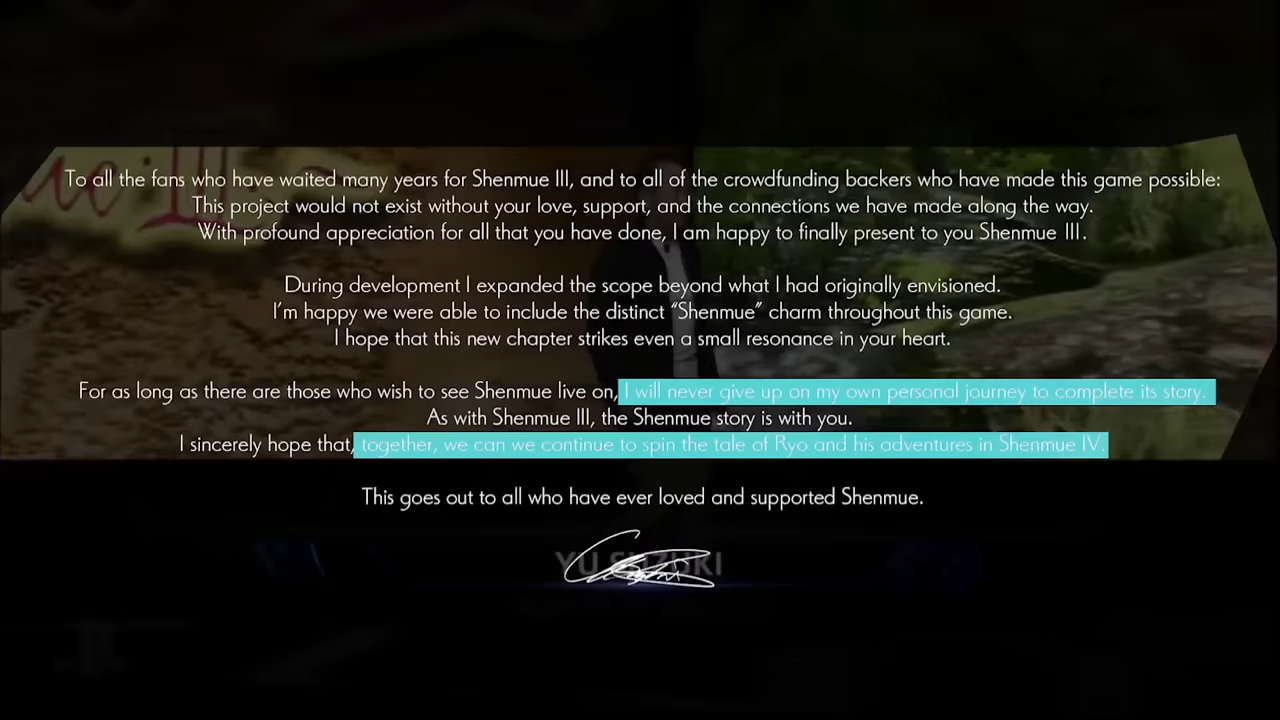 To all the fans who have waited many years for Shenmue III, and to all of the crowdfunding backers who have made this game possible:
This project would not exist without your love, support, and the connections we have made along the way.
With profound appreciation for all that you have done, I am happy to finally present to you Shenmue III.
During development I expanded the scope beyond what I had originally envisioned.
I'm happy we were able to include the distinct “Shenmue” charm throughout this game.
I hope that this new chapter strikes even a small resonance in your heart.
For as long as there are those who wish to see Shenmue live on, I will never give up on my own personal journey to complete its story.
As with Shenmue III, the Shenmue story is with you.
I sincerely hope that, together, we can we continue to spin the tale of Ryo and his adventures in Shenmue IV.
This goes out to all who have ever loved and supported Shenmue.
YU SUZUKI